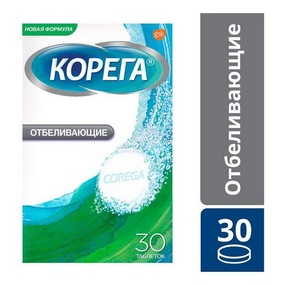 НОВАЯ ФОРМУЛА
gsk
КОРЕГА®
ОТБЕЛИВАЮЩИЕ
COREGA
30
ТАБЛЕТОК
Отбеливающие
30